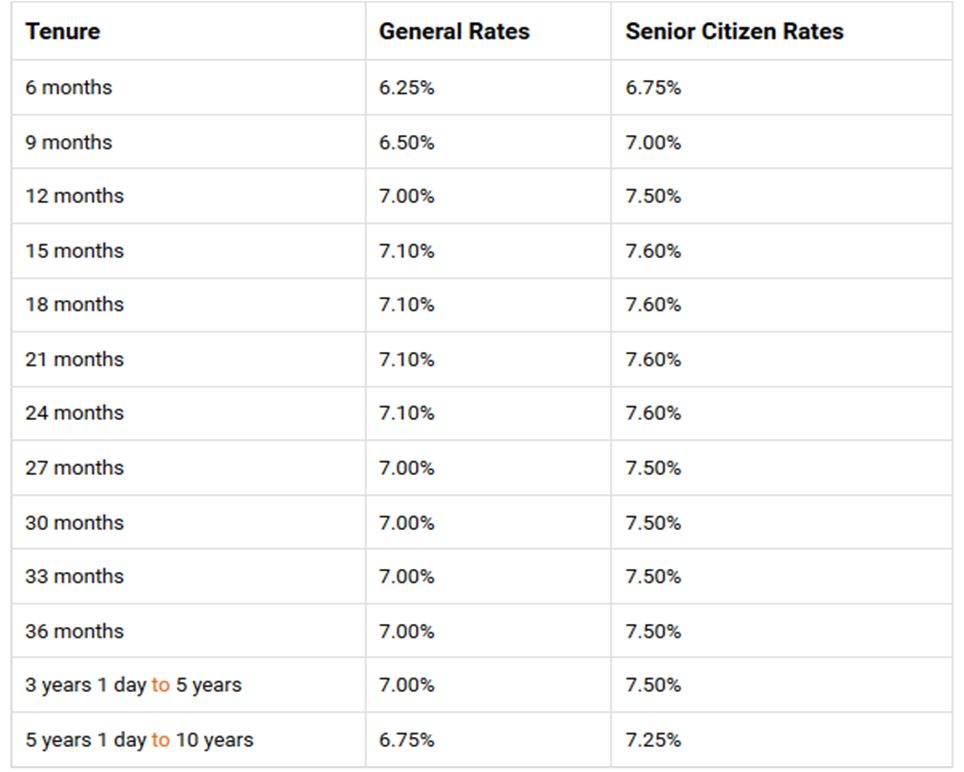 Tenure General Rates Senior Citizen Rates
6 months 6.25% 6.75%
9 months 6.50% 7.00%
12 months 7.00% 7.50%
15 months 7.10% 7.60%
18 months 7.10% 7.60%
21 months 7.10% 7.60%
24 months 7.10% 7.60%
27 months 7.00% 7.50%
30 months 7.00% 7.50%
33 months 7.00% 7.50%
36 months 7.00% 7.50%
3 years 1 day to 5 years 7.00% 7.50%
5 years 1 day to 10 years 6.75% 7.25%